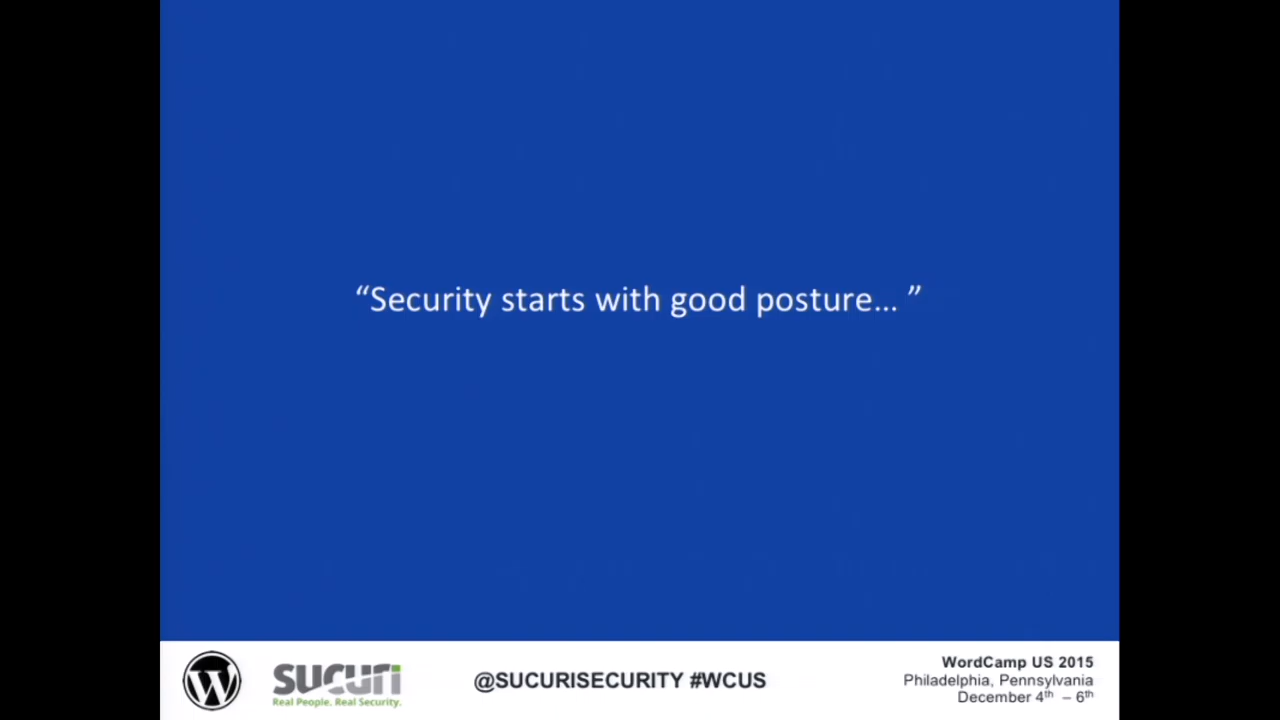 “Security starts with good posture... ”
SUCURI
Real People. Real Security.
@SUCURISECURITY #WCUS
WordCamp US 2015
Philadelphia, Pennsylvania
December 4th – 6th